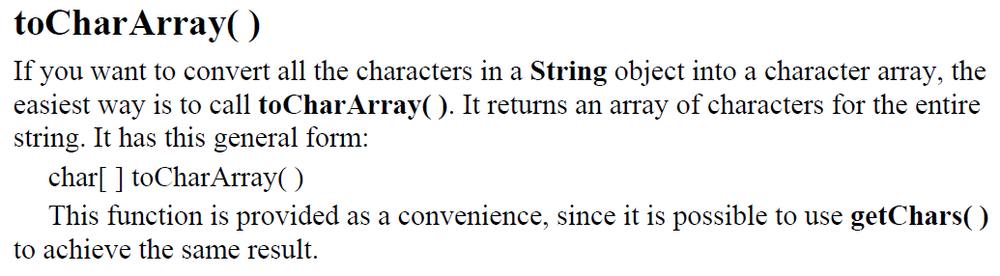 toCharArray( )
If you want to convert all the characters in a String object into a character array, the
easiest way is to call toCharArray( ). It returns an array of characters for the entire
string. It has this general form:
char[ ] toCharArray( )
This function is provided as a convenience, since it is possible to use getChars( )
to achieve the same result.